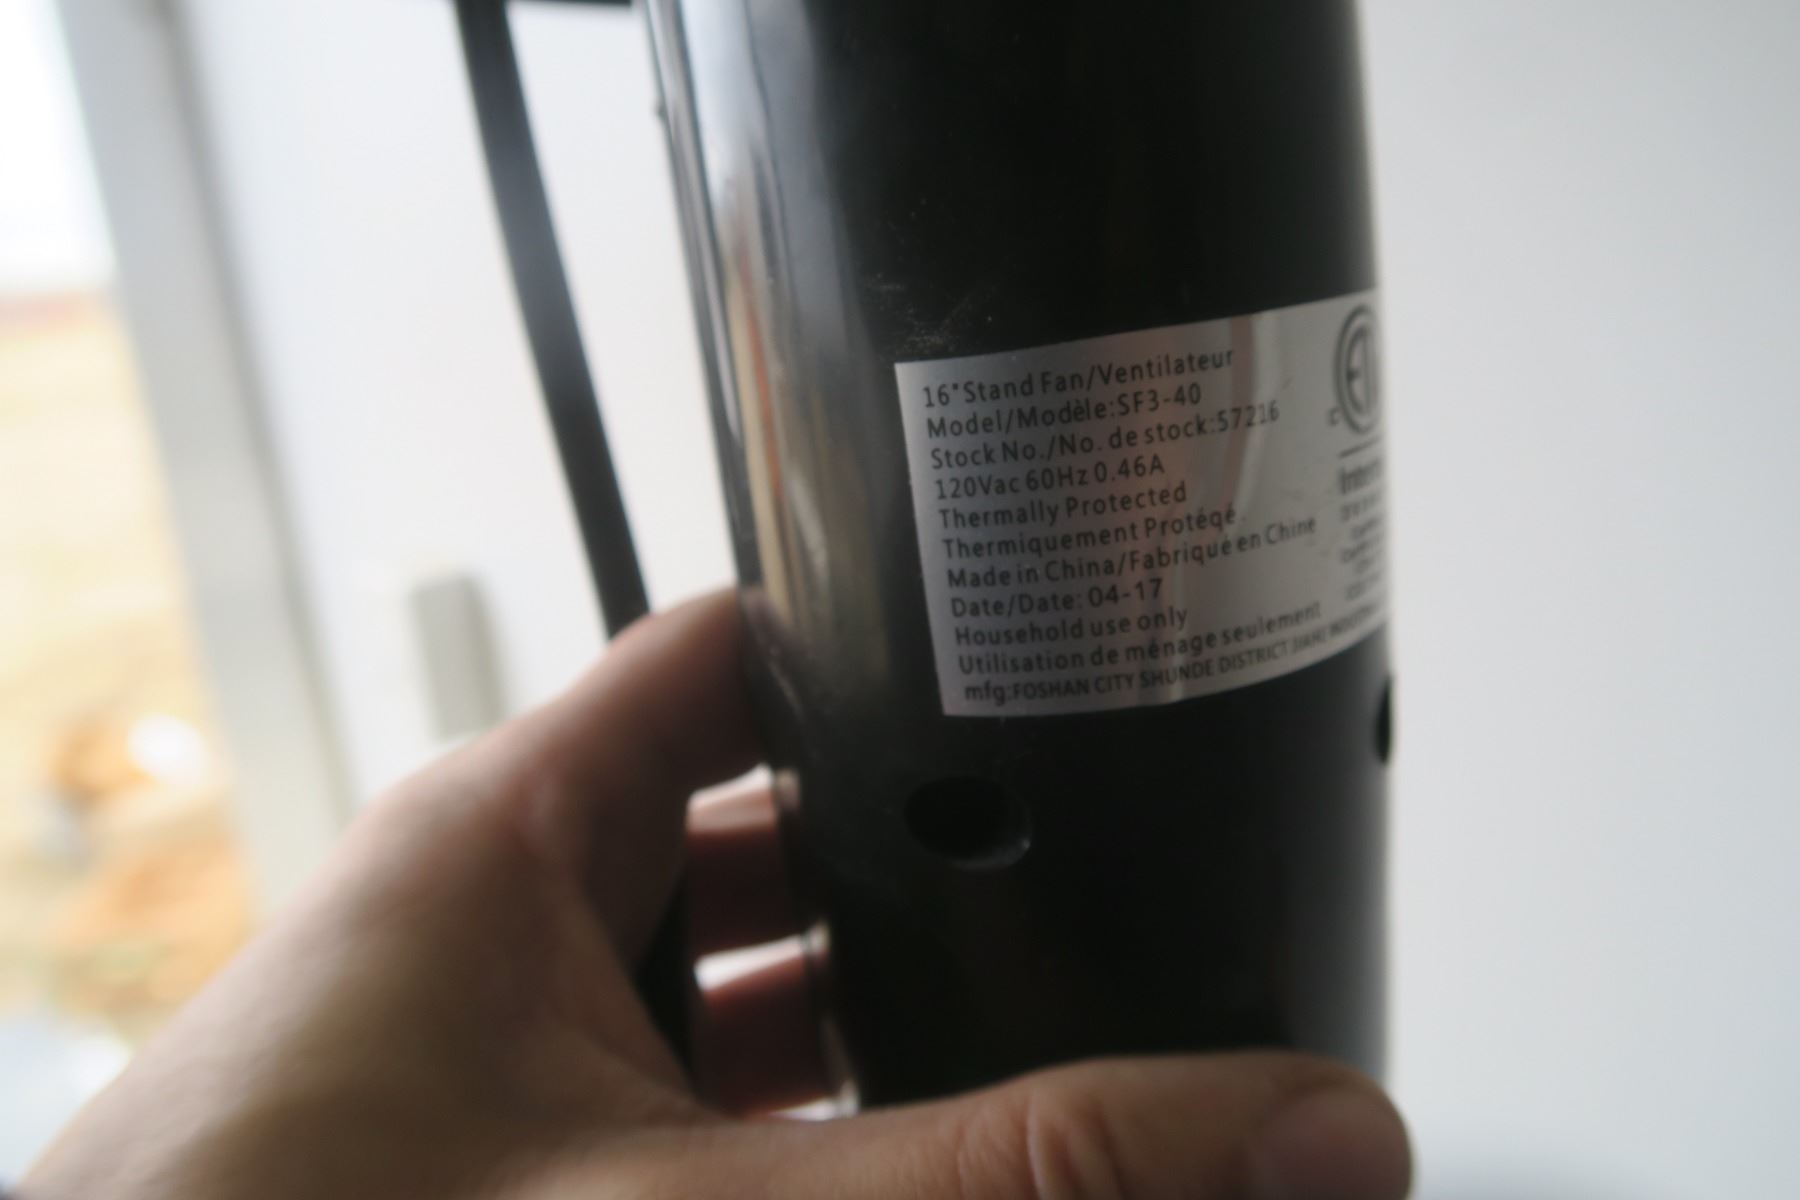 16" Stand Fan/Ventilateur
Model/Modèle:SF3-40
Stock No./No. de stock:57216
120Vac 60Hz 0.46A
Thermally Protected
Thermiquement Protéqé
Made in China/Fabriqué en Chine
Date/Date: 04-17
Household use only
Utilisation de ménage seulement
mfg:FOSHAN CITY SHUNDE DISTRICT
C
ETL